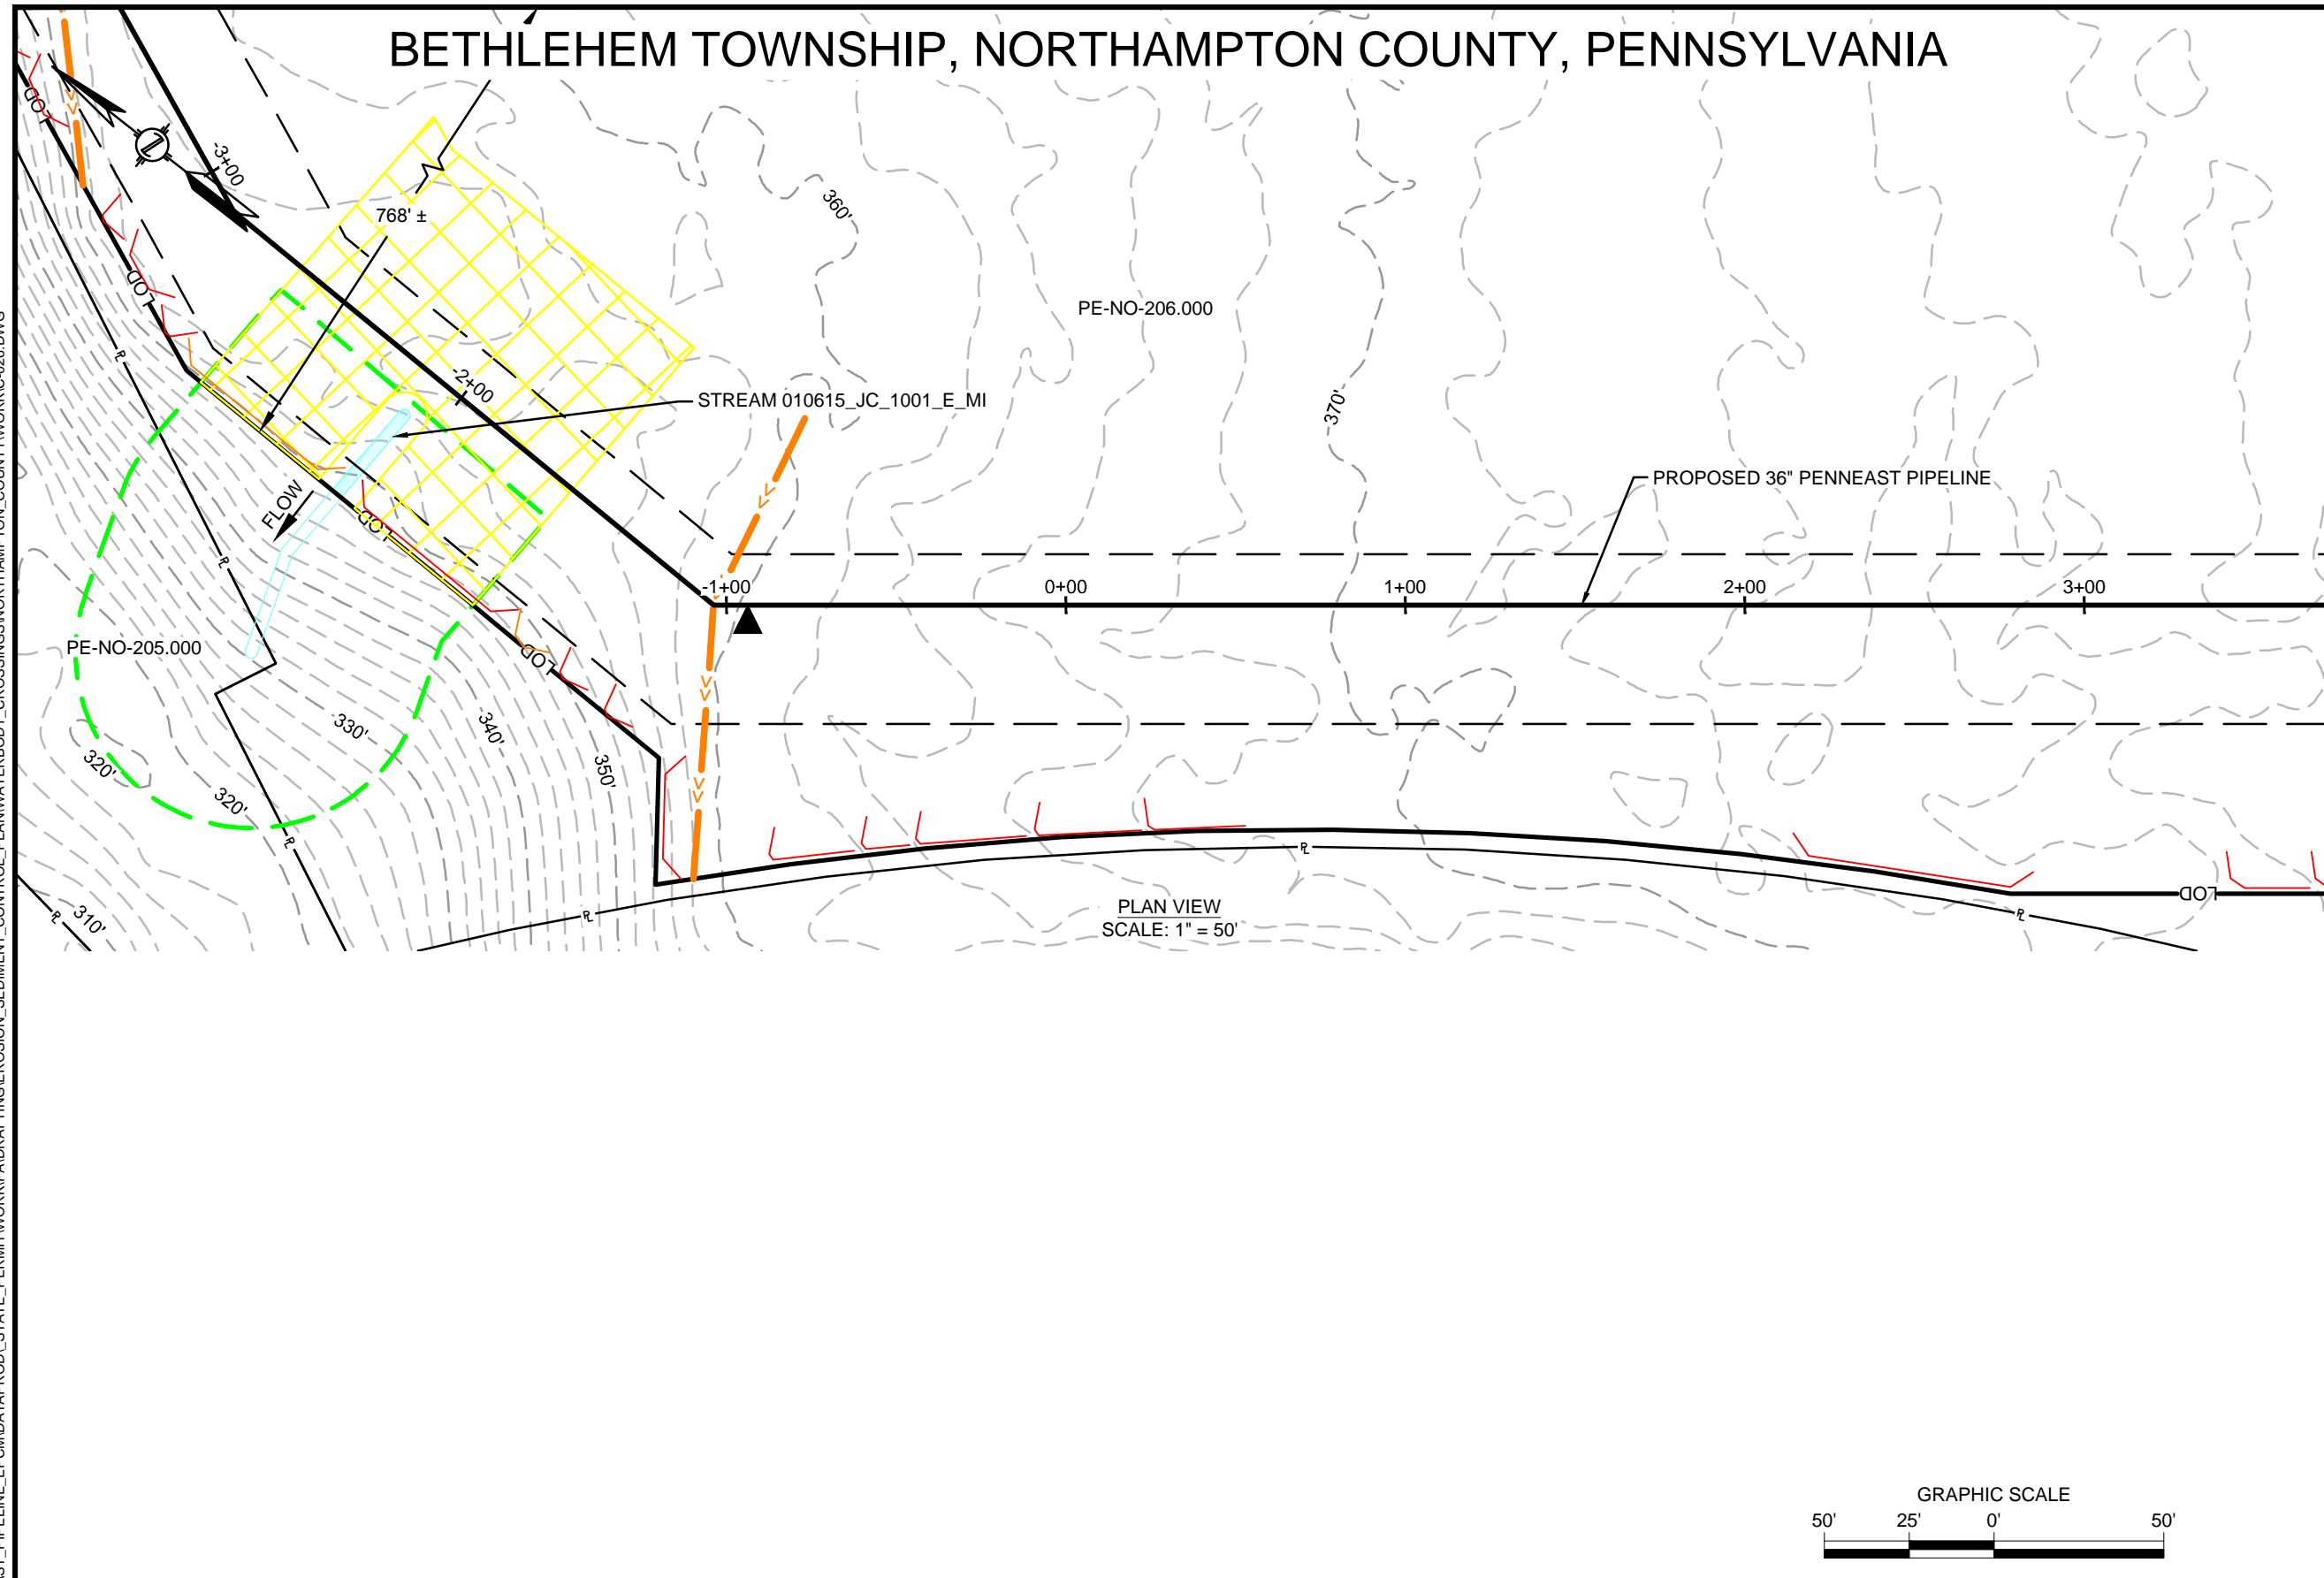 BETHLEHEM TOWNSHIP, NORTHAMPTON COUNTY, PENNSYLVANIA
LOD
-3+00
768' ±
360'
PE-NO-206.000
LOD
-2+00
STREAM 010615_JC_1001_E_MI
370'
PROPOSED 36" PENNEAST PIPELINE
FLOW
LOD
-1+00
0+00
1+00
2+00
3+00
PE-NO-205.000
LOD
330'
340'
350'
320'
320'
310'
PLAN VIEW
SCALE: 1" = 50'
LOD
GRAPHIC SCALE
50' 25' 0' 50'